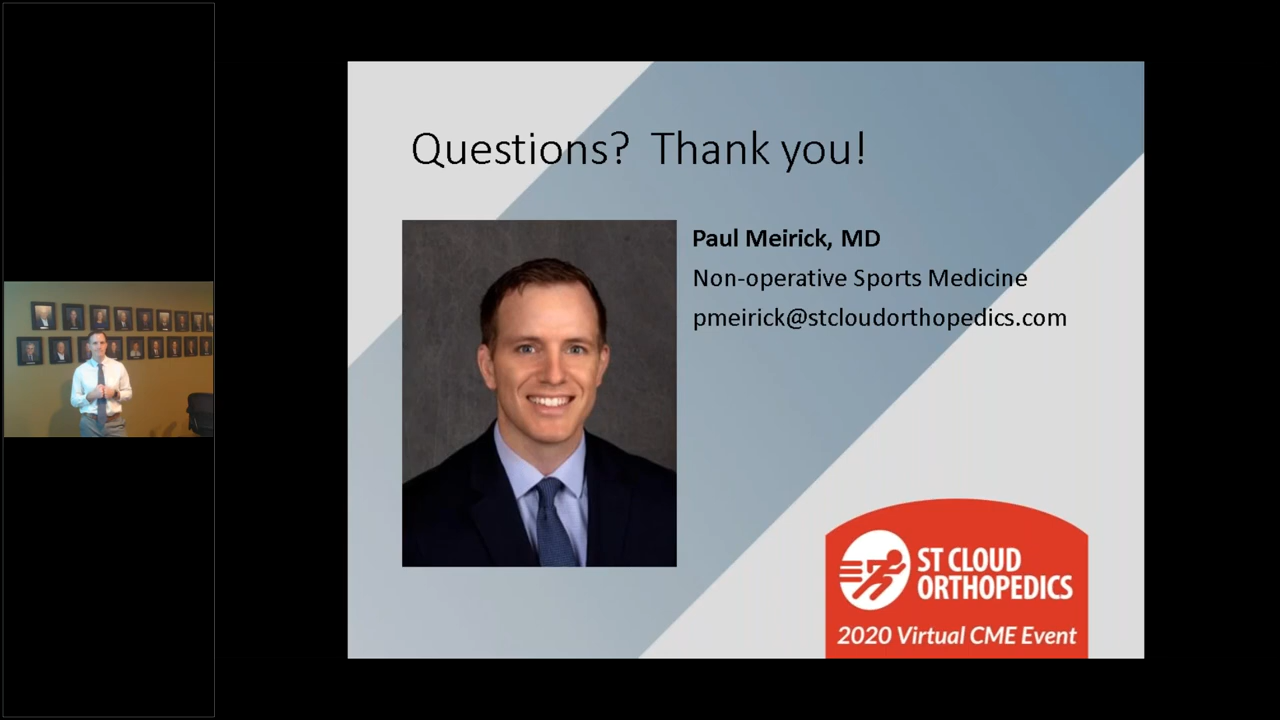 Questions? Thank you!
Paul Meirick, MD
Non-operative Sports Medicine
pmeirick@stcloudorthopedics.com
ST CLOUD
ORTHOPEDICS
2020 Virtual CME Event